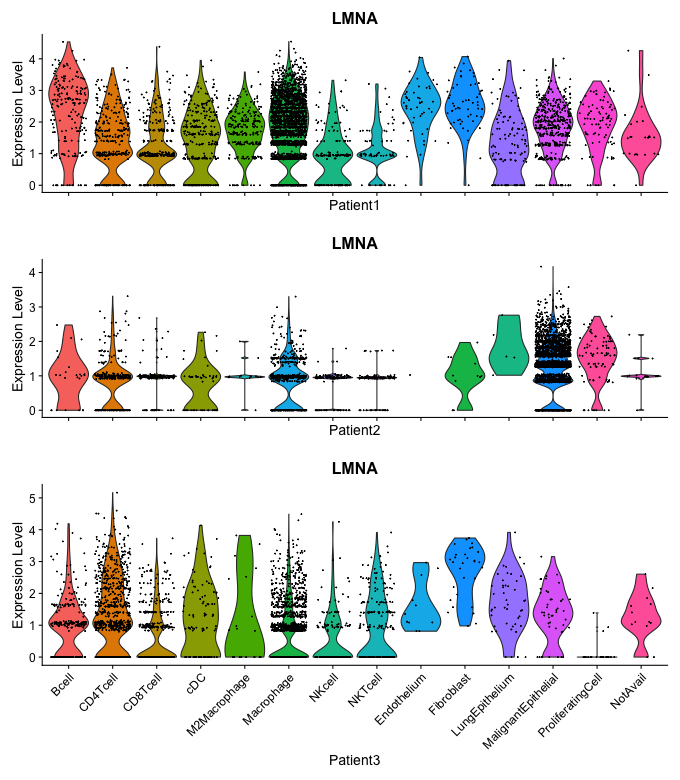 LMNA
Expression Level
4
3
2
1
0
Patient1
LMNA
Expression Level
4
3
2
1
0
Patient2
LMNA
Expression Level
5
4
3
2
1
0
Bcell
CD4Tcell
CD8Tcell
cDC
M2Macrophage
Macrophage
NKcell
NKTcell
Endothelium
Fibroblast
LungEpithelium
MalignantEpithelial
ProliferatingCell
NotAvail
Patient3